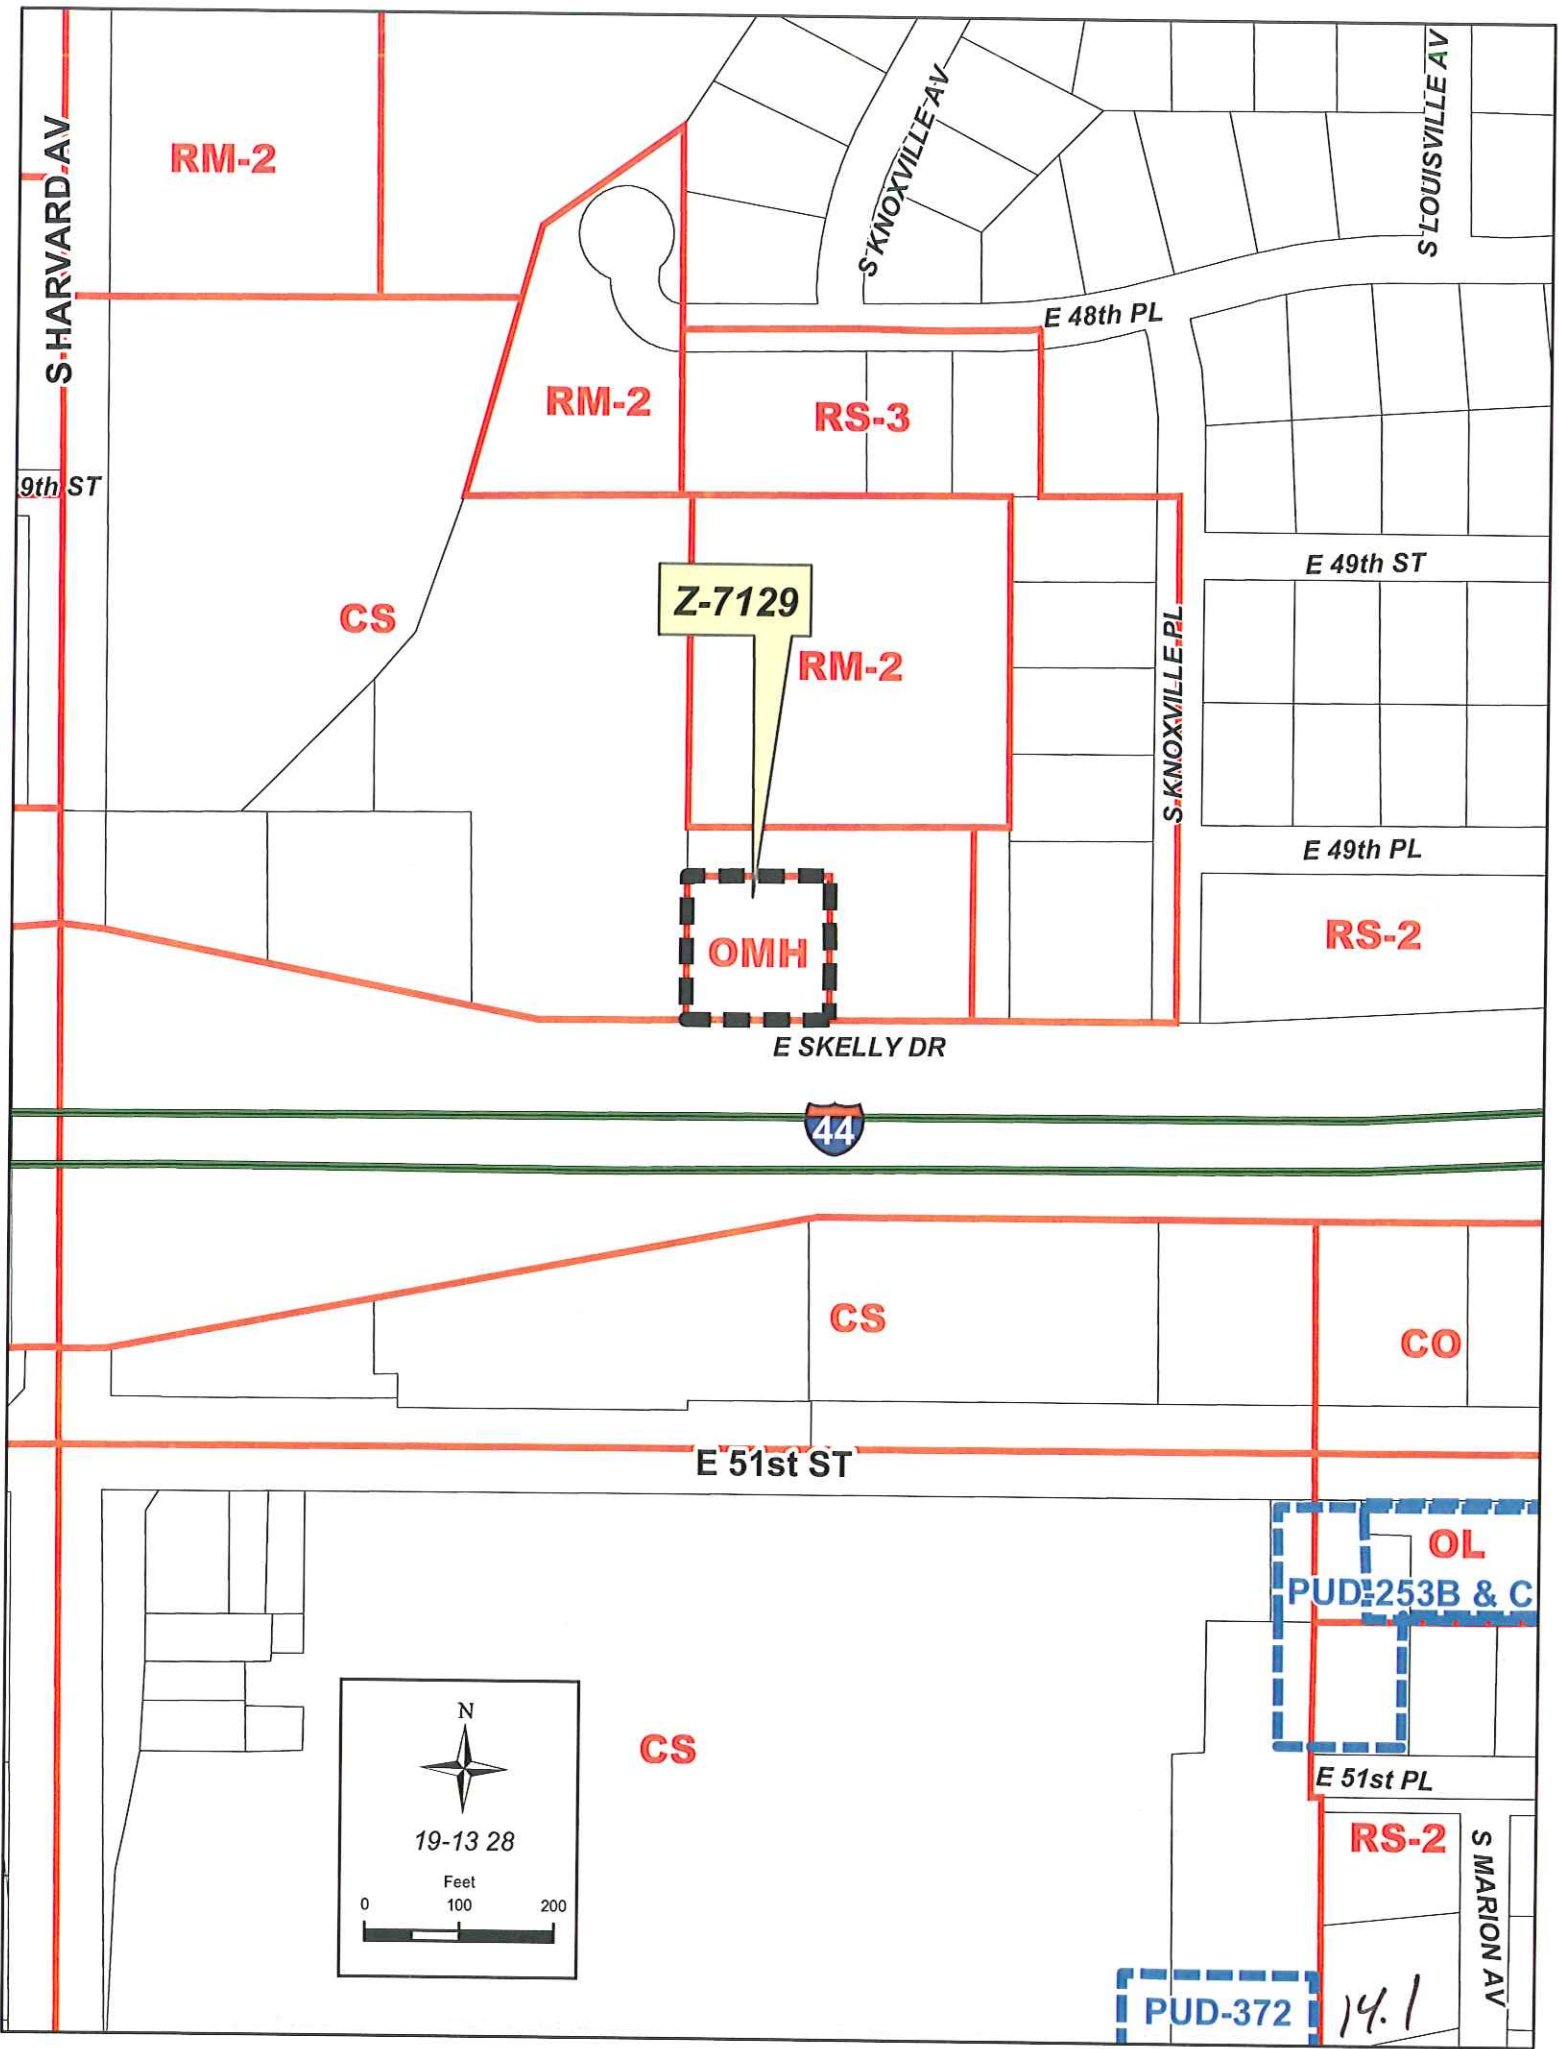 S HARVARD AV
RM-2
S KNOXVILLE AV
S LOUISVILLE AV
E 48th PL
RM-2
RS-3
9th ST
E 49th ST
Z-7129
CS
RM-2
S KNOXVILLE PL
E 49th PL
OMH
RS-2
E SKELLY DR
44
CS
CO
E 51st ST
OL
PUD-253B & C
CS
E 51st PL
RS-2
S MARION AV
N
19-13 28
Feet
0 100 200
PUD-372
14.1